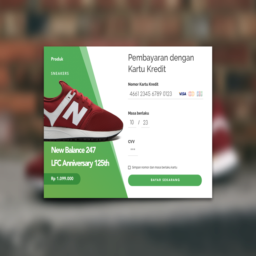 Produk
SNEAKERS
New Balance 247
LFC Anniversary 125th
Rp 1.099.000
Pembayaran dengan
Kartu Kredit
Nomor Kartu Kredit
4661 2345 6789 0123
VISA
Masa berlaku
10 / 23
CVV
BAYAR SEKARANG